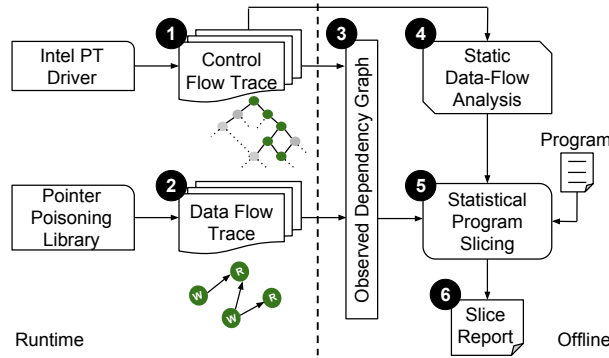 1
3
4
Intel PT
Driver
Control
Flow Trace
Static
Data-Flow
Analysis
Observed Dependency Graph
Program
2
5
Pointer
Poisoning
Library
Data Flow
Trace
Statistical
Program
Slicing
W
R
W
R
6
Slice
Report
Runtime
Offline